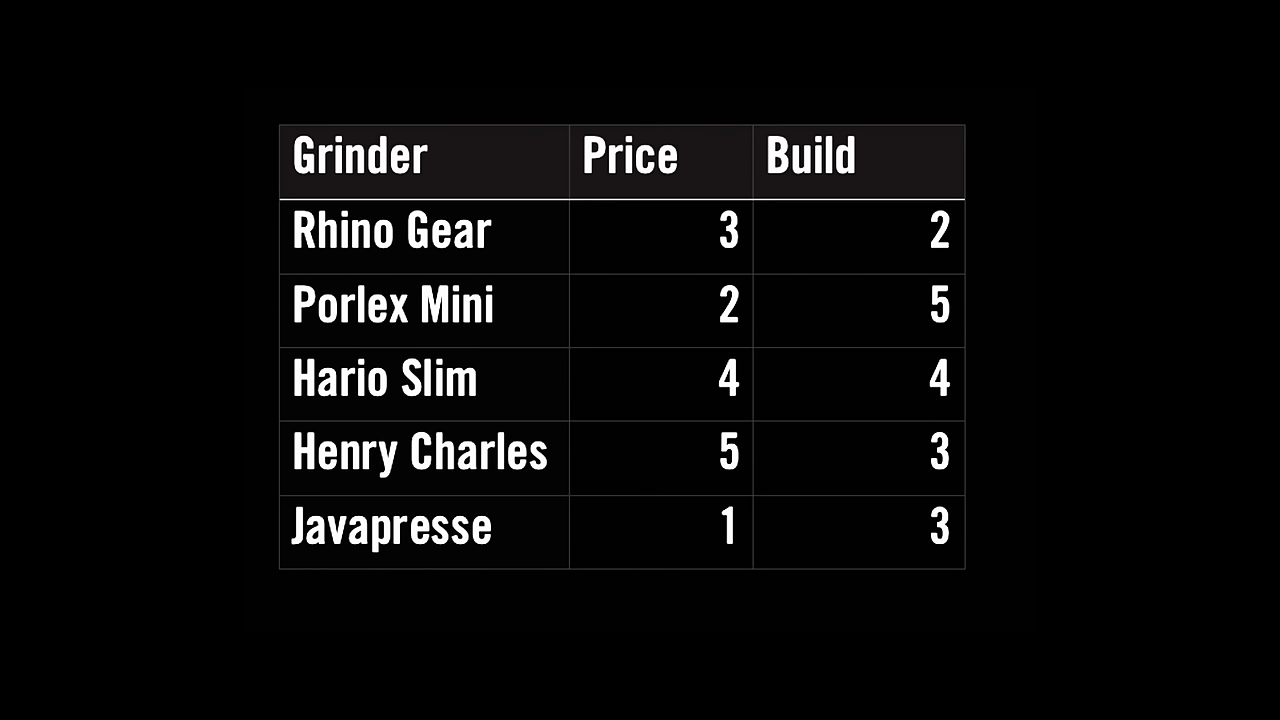 Grinder Price Build
Rhino Gear 3 2
Porlex Mini 2 5
Hario Slim 4 4
Henry Charles 5 3
Javapresse 1 3